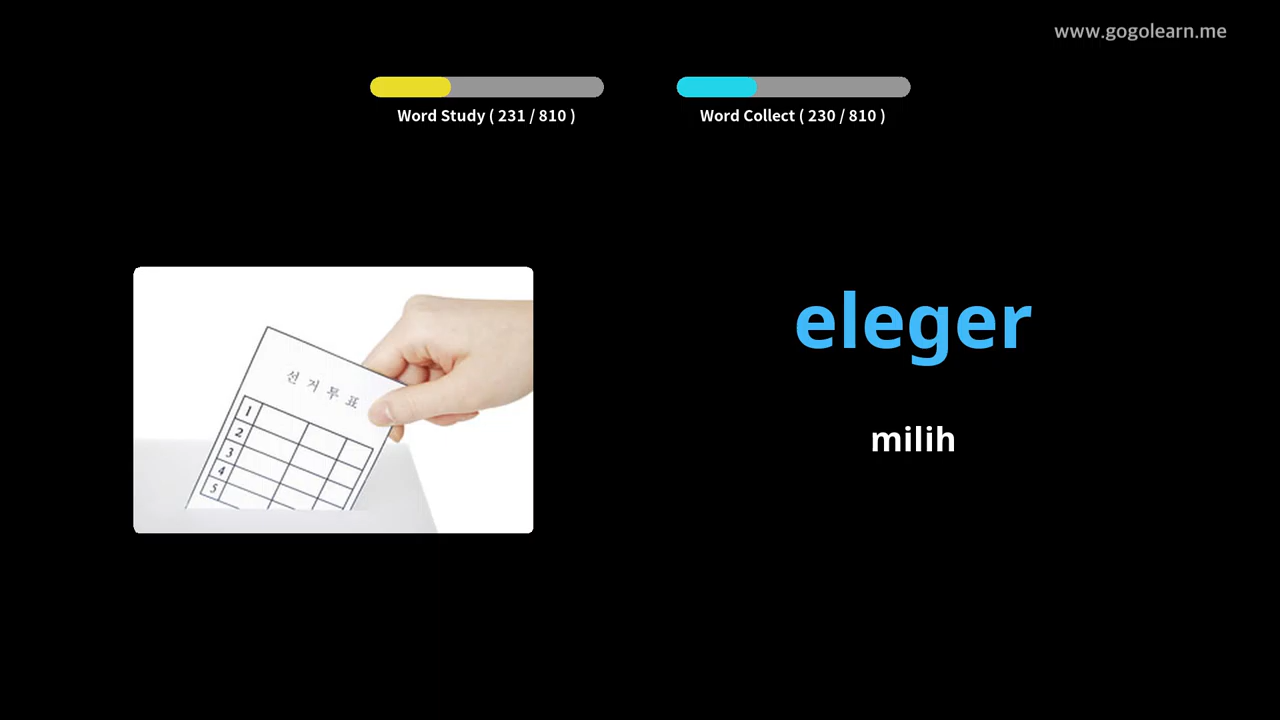 www.gogolearn.me
Word Study ( 231 / 810 )
Word Collect ( 230 / 810 )
선거투표
1
2
3
4
5
eleger
milih